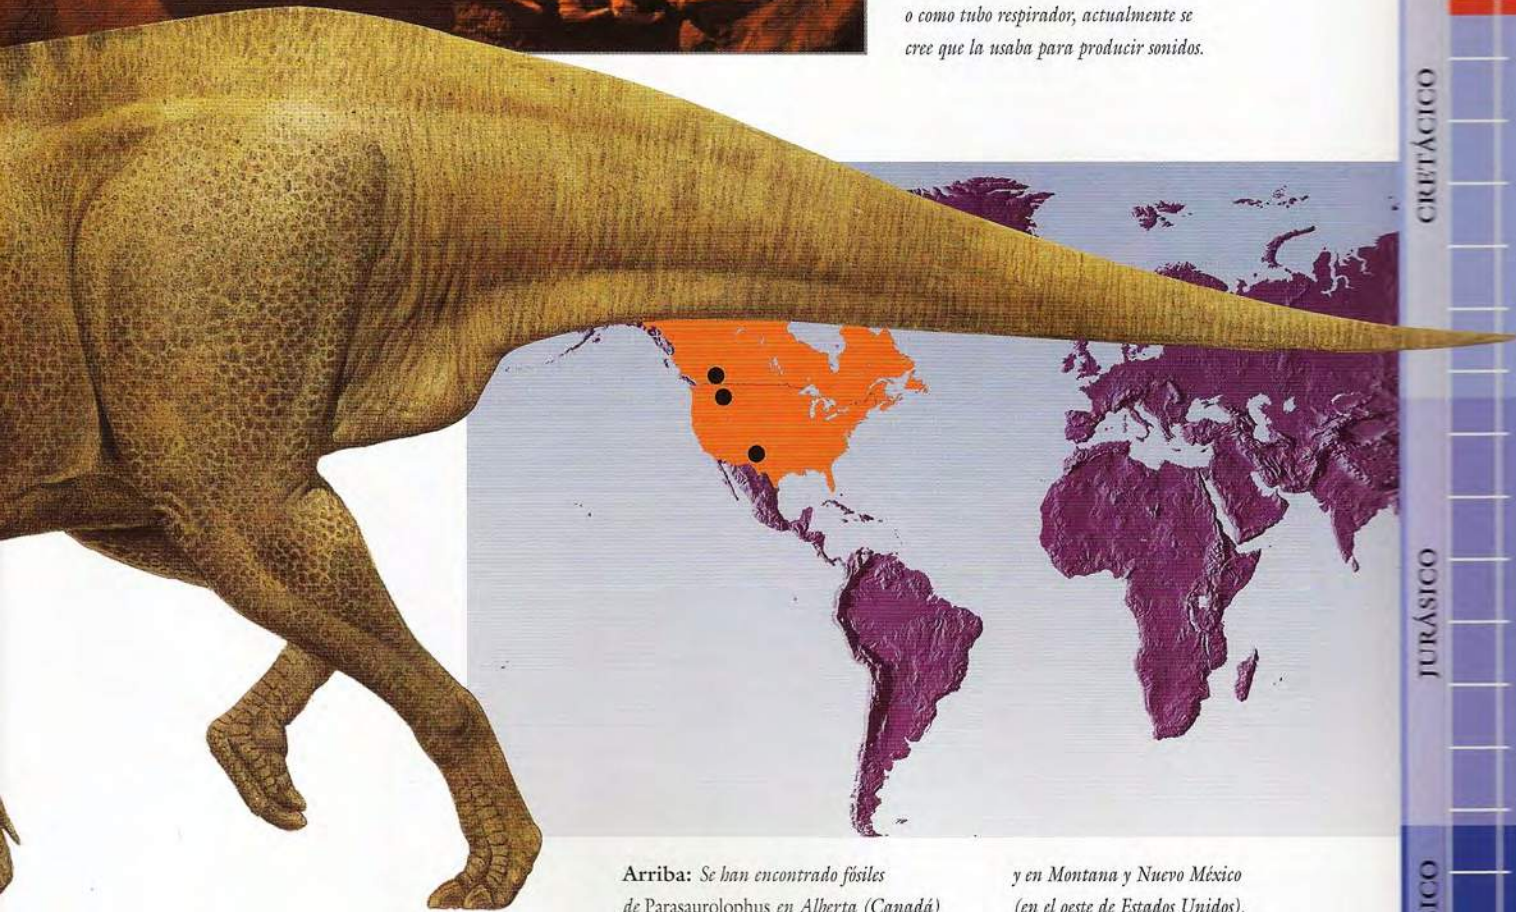 o como tubo respirador, actualmente se
cree que la usaba para producir sonidos.
CRETÁCICO
JURÁSICO
Arriba: Se han encontrado fósiles
de Parasaurolophus en Alberta (Canadá)
y en Montana y Nuevo México
(en el oeste de Estados Unidos).